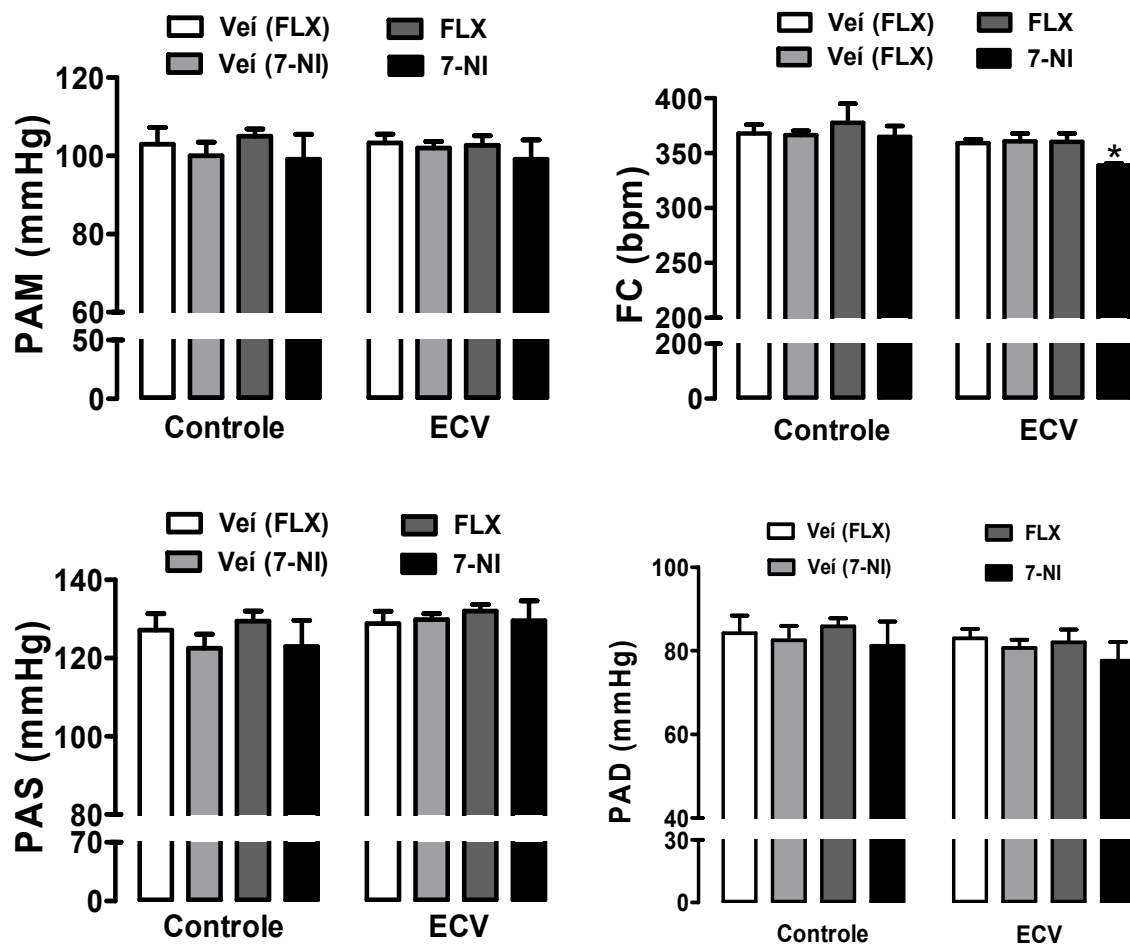 Veí (FLX) FLX
Veí (7-NI) 7-NI
PAM (mmHg)
120
100
80
60
50
0
Controle ECV
Veí (FLX) FLX
Veí (FLX) 7-NI
FC (bpm)
400
350
300
250
200
200
0
*
Controle ECV
Veí (FLX) FLX
Veí (7-NI) 7-NI
PAS (mmHg)
140
120
100
80
70
0
Controle ECV
Veí (FLX) FLX
Veí (7-NI) 7-NI
PAD (mmHg)
100
80
60
40
30
0
Controle ECV